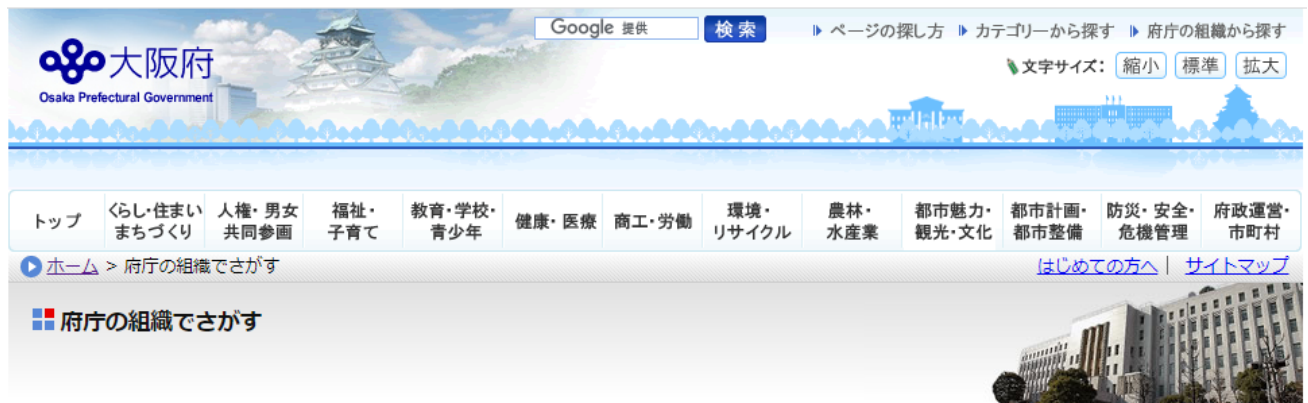 Google 提供
検索
ページの探し方 カテゴリーから探す 府庁の組織から探す
大阪府
Osaka Prefectural Government
文字サイズ: 縮小 標準 拡大
トップ
くらし・住まい
まちづくり
人権・男女
共同参画
福祉・
子育て
教育・学校・
青少年
健康・医療
商工・労働
環境・
リサイクル
農林・
水産業
都市魅力・
観光・文化
都市計画・
都市整備
防災・安全・
危機管理
府政運営・
市町村
ホーム > 府庁の組織でさがす
はじめての方へ | サイトマップ
府庁の組織でさがす